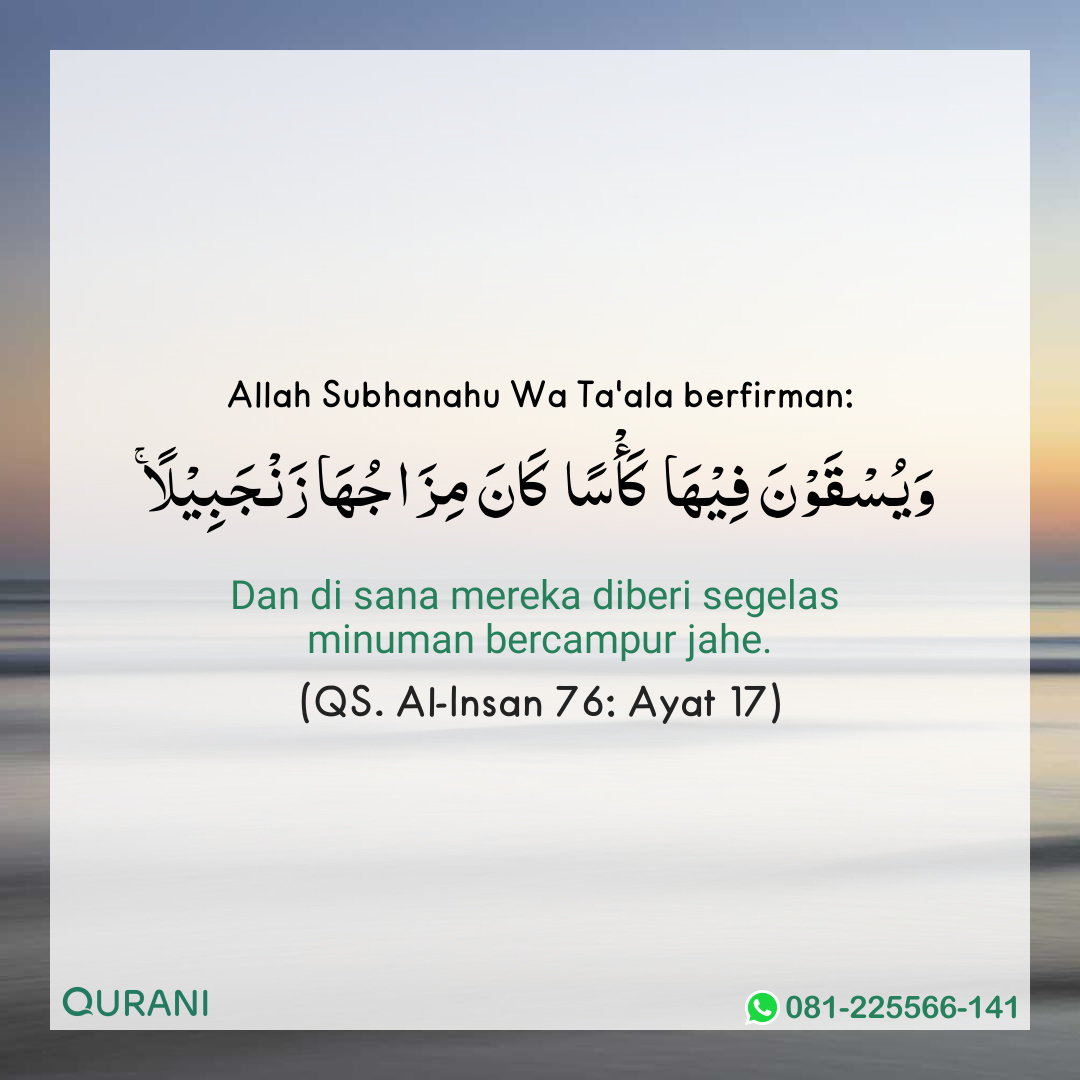 Allah Subhanahu Wa Ta'ala berfirman:
وَيُسْقَوْنَ فِيْهَا كَأْسًا كَانَ مِزَا جُهَا زَنْجَبِيْلًا ۚ
Dan di sana mereka diberi segelas
minuman bercampur jahe.
(QS. Al-Insan 76: Ayat 17)
QURANI
081-225566-141